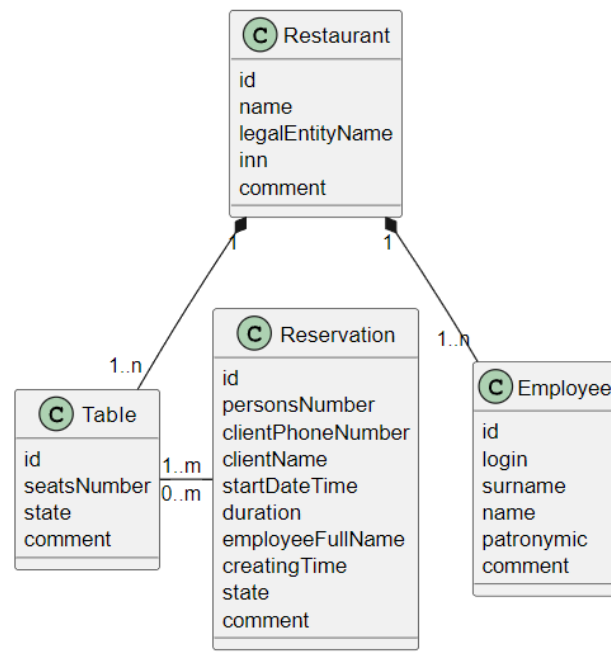 C Restaurant
id
name
legalEntityName
inn
comment
1
1
1..n
1..n
C Reservation
id
personsNumber
clientPhoneNumber
clientName
startDateTime
duration
employeeFullName
creatingTime
state
comment
C Table
id
seatsNumber
state
comment
1..m
0..m
C Employee
id
login
surname
name
patronymic
comment